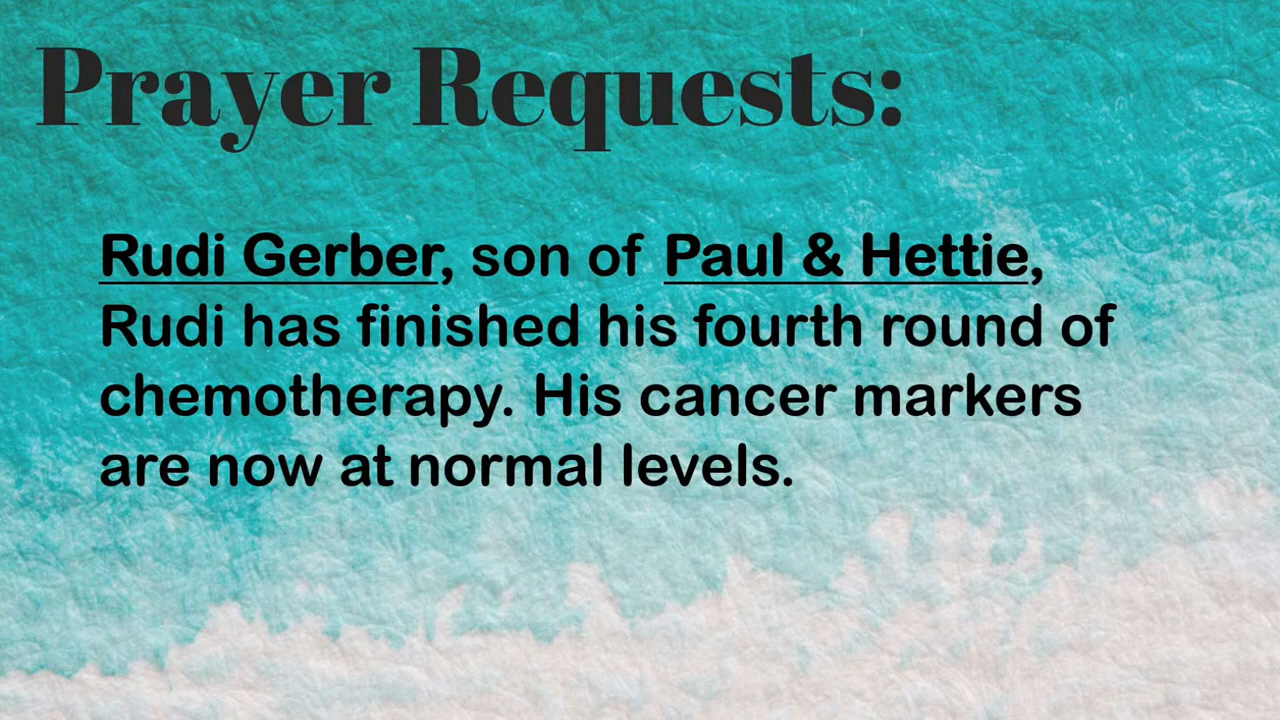 Prayer Requests:
Rudi Gerber, son of Paul & Hettie,
Rudi has finished his fourth round of
chemotherapy. His cancer markers
are now at normal levels.